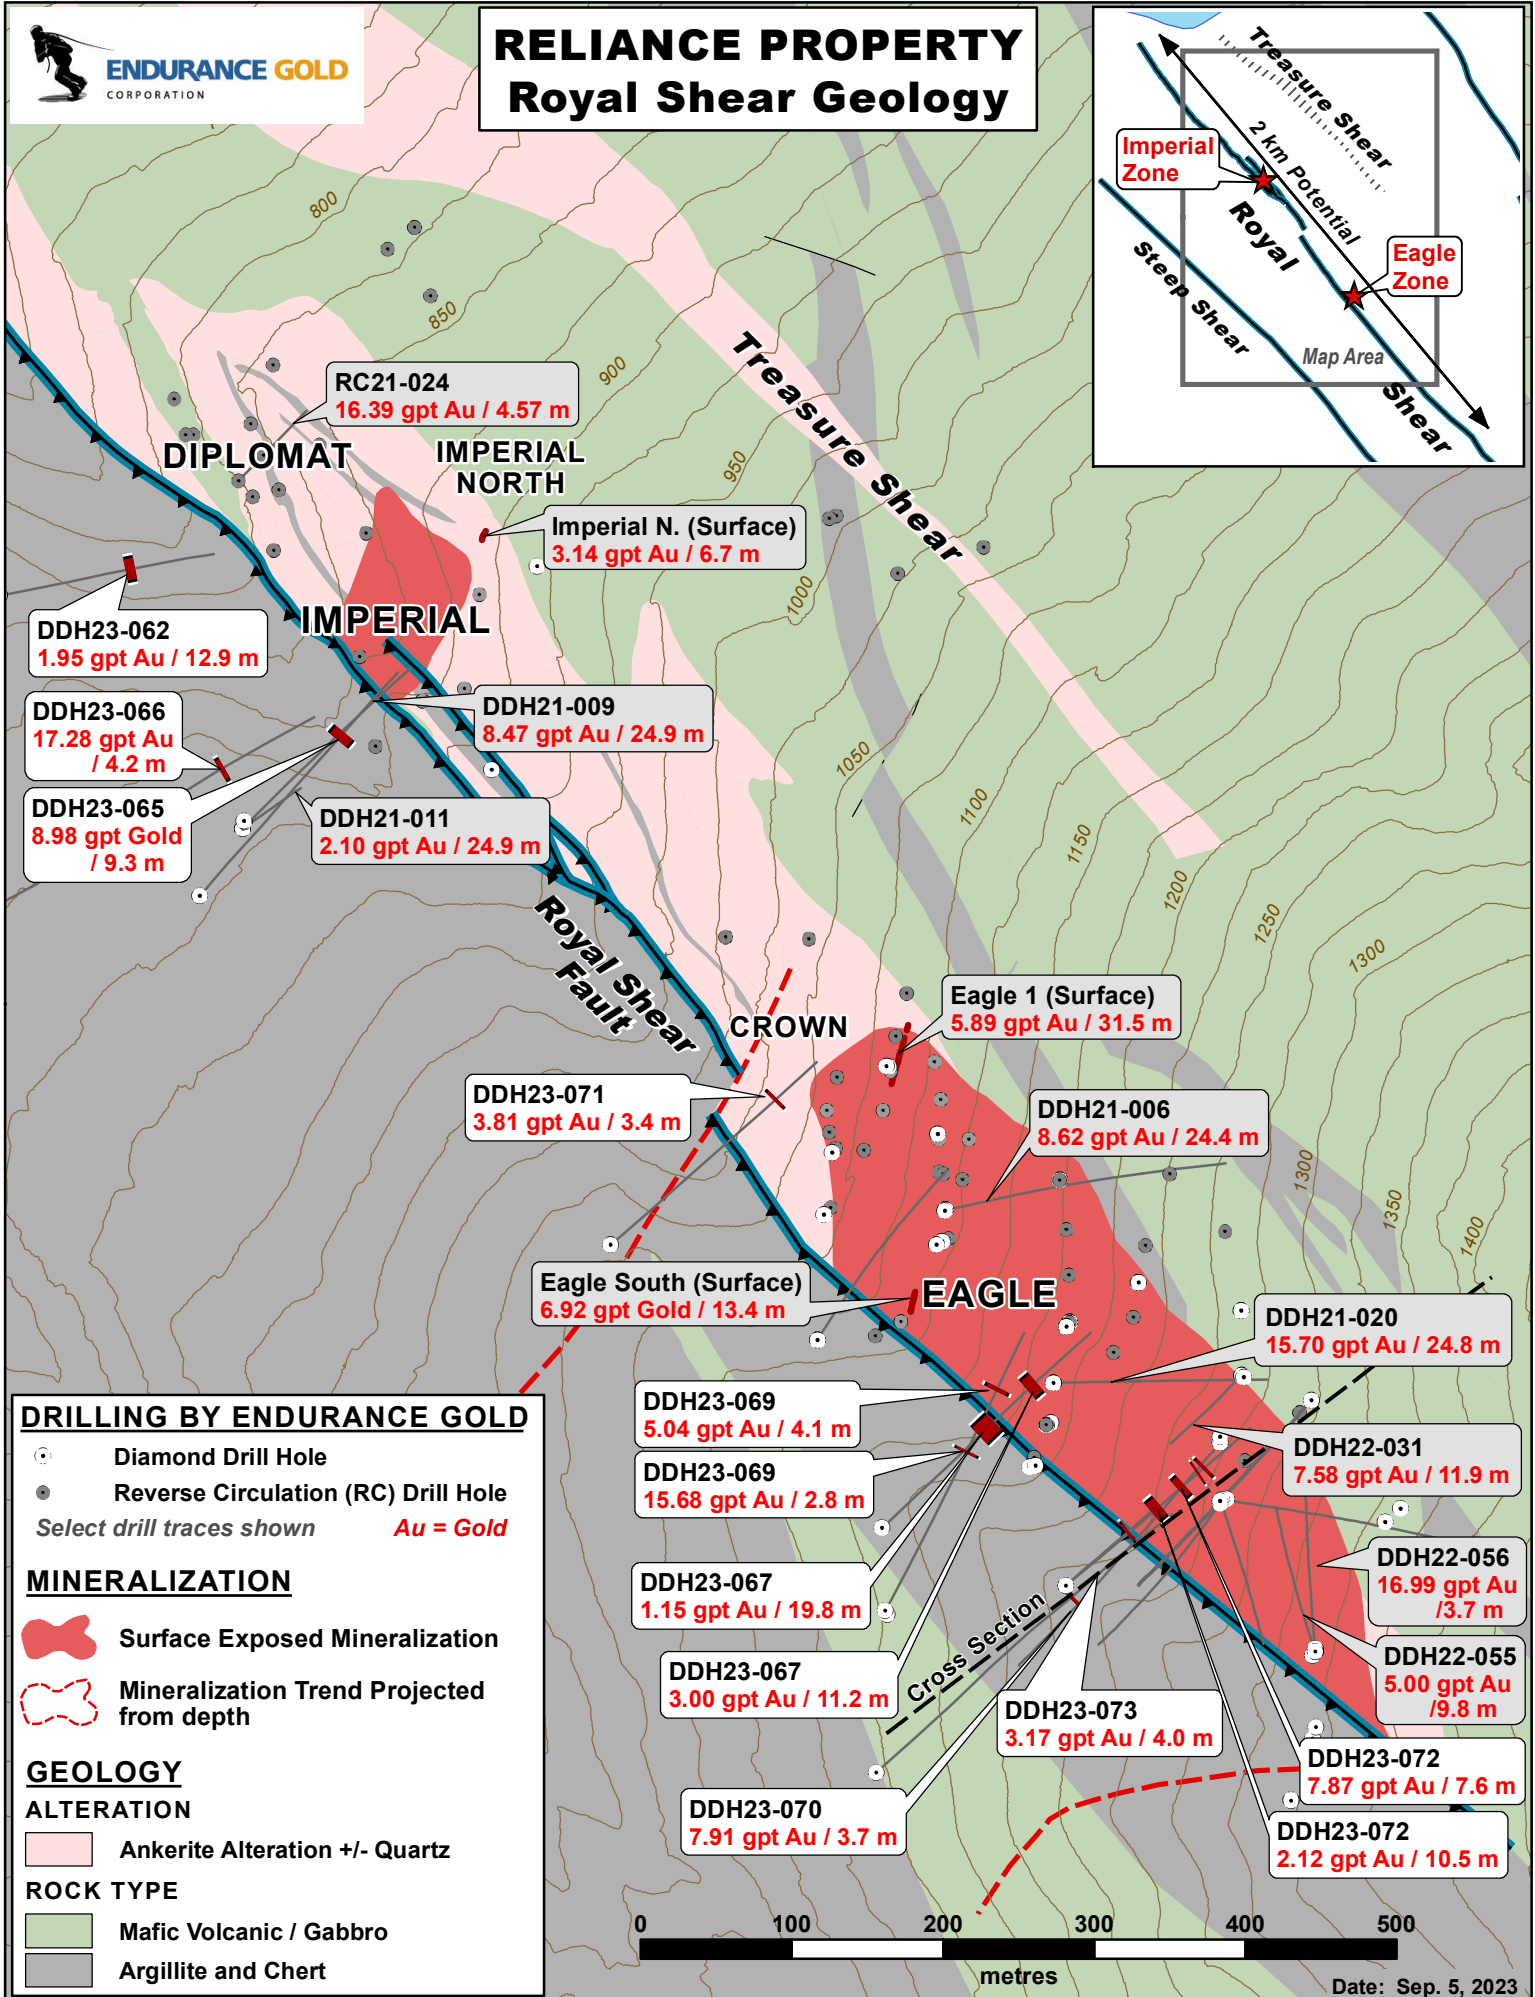 ENDURANCE GOLD
CORPORATION
RELIANCE PROPERTY
Royal Shear Geology
Treasure Shear
2 km Potential
Imperial
Zone
Royal
Eagle
Zone
Steep Shear
Map Area
Shear
800
850
900
950
1000
1050
1100
1150
1200
1250
1300
1300
1350
1400
Treasure Shear
RC21-024
16.39 gpt Au / 4.57 m
DIPLOMAT
IMPERIAL
NORTH
Imperial N. (Surface)
3.14 gpt Au / 6.7 m
IMPERIAL
DDH23-062
1.95 gpt Au / 12.9 m
DDH23-066
17.28 gpt Au
/ 4.2 m
DDH21-009
8.47 gpt Au / 24.9 m
DDH23-065
8.98 gpt Gold
/ 9.3 m
DDH21-011
2.10 gpt Au / 24.9 m
Royal Shear
Fault
CROWN
Eagle 1 (Surface)
5.89 gpt Au / 31.5 m
DDH23-071
3.81 gpt Au / 3.4 m
DDH21-006
8.62 gpt Au / 24.4 m
Eagle South (Surface)
6.92 gpt Gold / 13.4 m
EAGLE
DDH21-020
15.70 gpt Au / 24.8 m
DDH23-069
5.04 gpt Au / 4.1 m
DDH23-069
15.68 gpt Au / 2.8 m
DDH22-031
7.58 gpt Au / 11.9 m
DDH23-067
1.15 gpt Au / 19.8 m
DDH22-056
16.99 gpt Au
/3.7 m
DDH23-067
3.00 gpt Au / 11.2 m
Cross Section
DDH22-055
5.00 gpt Au
/9.8 m
DDH23-073
3.17 gpt Au / 4.0 m
DDH23-072
7.87 gpt Au / 7.6 m
DDH23-070
7.91 gpt Au / 3.7 m
DDH23-072
2.12 gpt Au / 10.5 m
DRILLING BY ENDURANCE GOLD
Diamond Drill Hole
Reverse Circulation (RC) Drill Hole
Select drill traces shown Au = Gold
MINERALIZATION
Surface Exposed Mineralization
Mineralization Trend Projected
from depth
GEOLOGY
ALTERATION
Ankerite Alteration +/- Quartz
ROCK TYPE
Mafic Volcanic / Gabbro
Argillite and Chert
0 100 200 300 400 500
metres
Date: Sep. 5, 2023